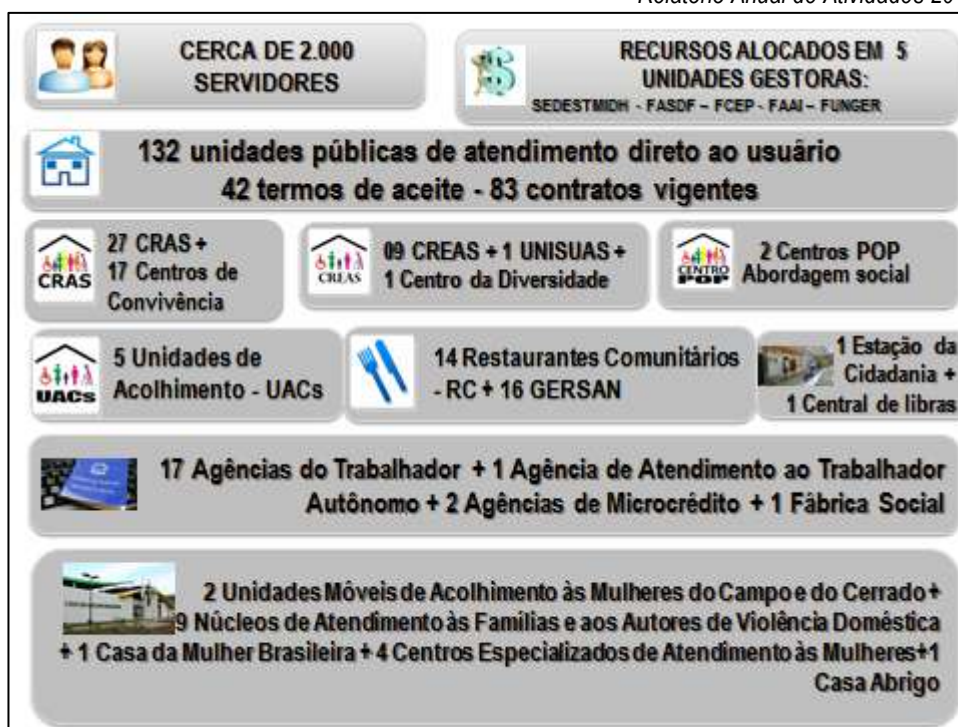 Relatório Anual de Atividades 20
CERCA DE 2.000
SERVIDORES
RECURSOS ALOCADOS EM 5
UNIDADES GESTORAS:
SEDESTMIDH - FASDF – FCEP - FAAI – FUNGER
132 unidades públicas de atendimento direto ao usuário
42 termos de aceite - 83 contratos vigentes
CRAS
27 CRAS +
17 Centros de
Convivência
CREAS
09 CREAS + 1 UNISUAS +
1 Centro da Diversidade
CENTRO
POP
2 Centros POP
Abordagem social
UACs
5 Unidades de
Acolhimento - UACs
14 Restaurantes Comunitários
- RC + 16 GERSAN
1 Estação da
Cidadania +
1 Central de libras
17 Agências do Trabalhador + 1 Agência de Atendimento ao Trabalhador
Autônomo + 2 Agências de Microcrédito + 1 Fábrica Social
2 Unidades Móveis de Acolhimento às Mulheres do Campo e do Cerrado +
9 Núcleos de Atendimento às Famílias e aos Autores de Violência Doméstica
+ 1 Casa da Mulher Brasileira + 4 Centros Especializados de Atendimento às Mulheres+1
Casa Abrigo